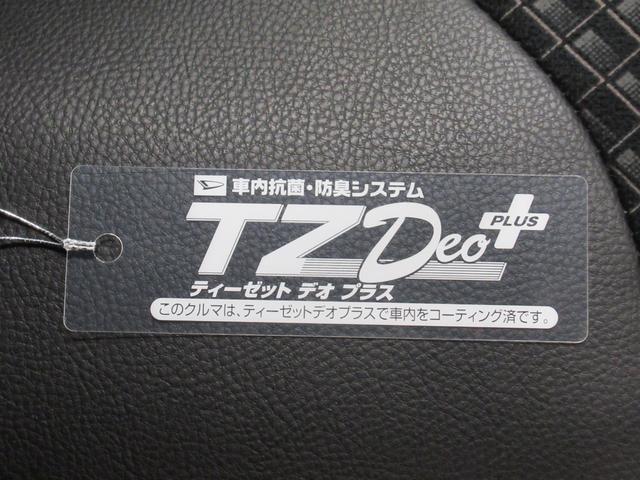 車内抗菌・防臭システム
TZ Deo PLUS
ティーゼット デオ プラス
このクルマは、ティーゼットデオプラスで車内をコーティング済です。